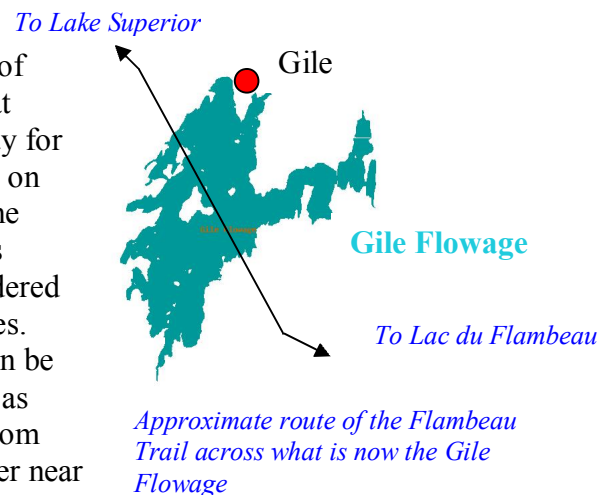 To Lake Superior
of
Gile
y for
on
Gile Flowage
dered
es.
To Lac du Flambeau
n be
as
Approximate route of the Flambeau
om
Trail across what is now the Gile
er near
Flowage